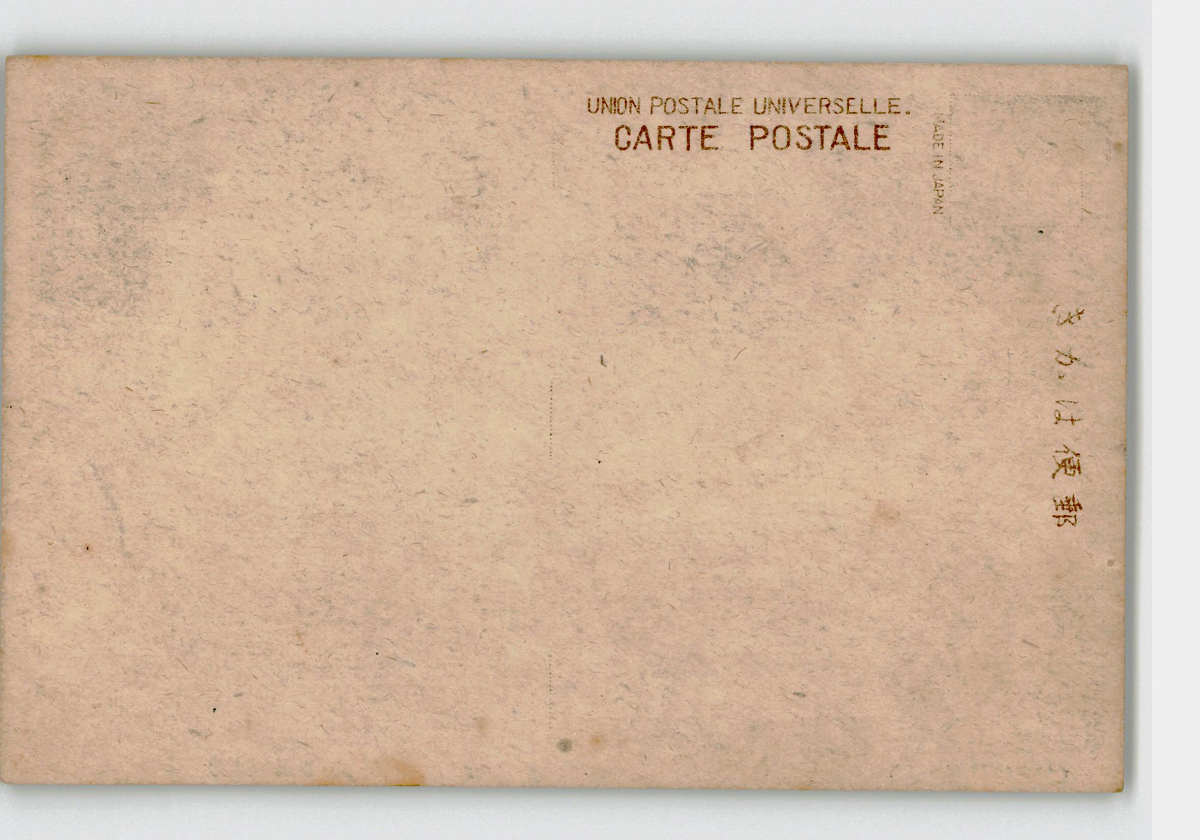 UNION POSTALE UNIVERSELLE.
CARTE POSTALE
MADE IN JAPAN
郵便はかき